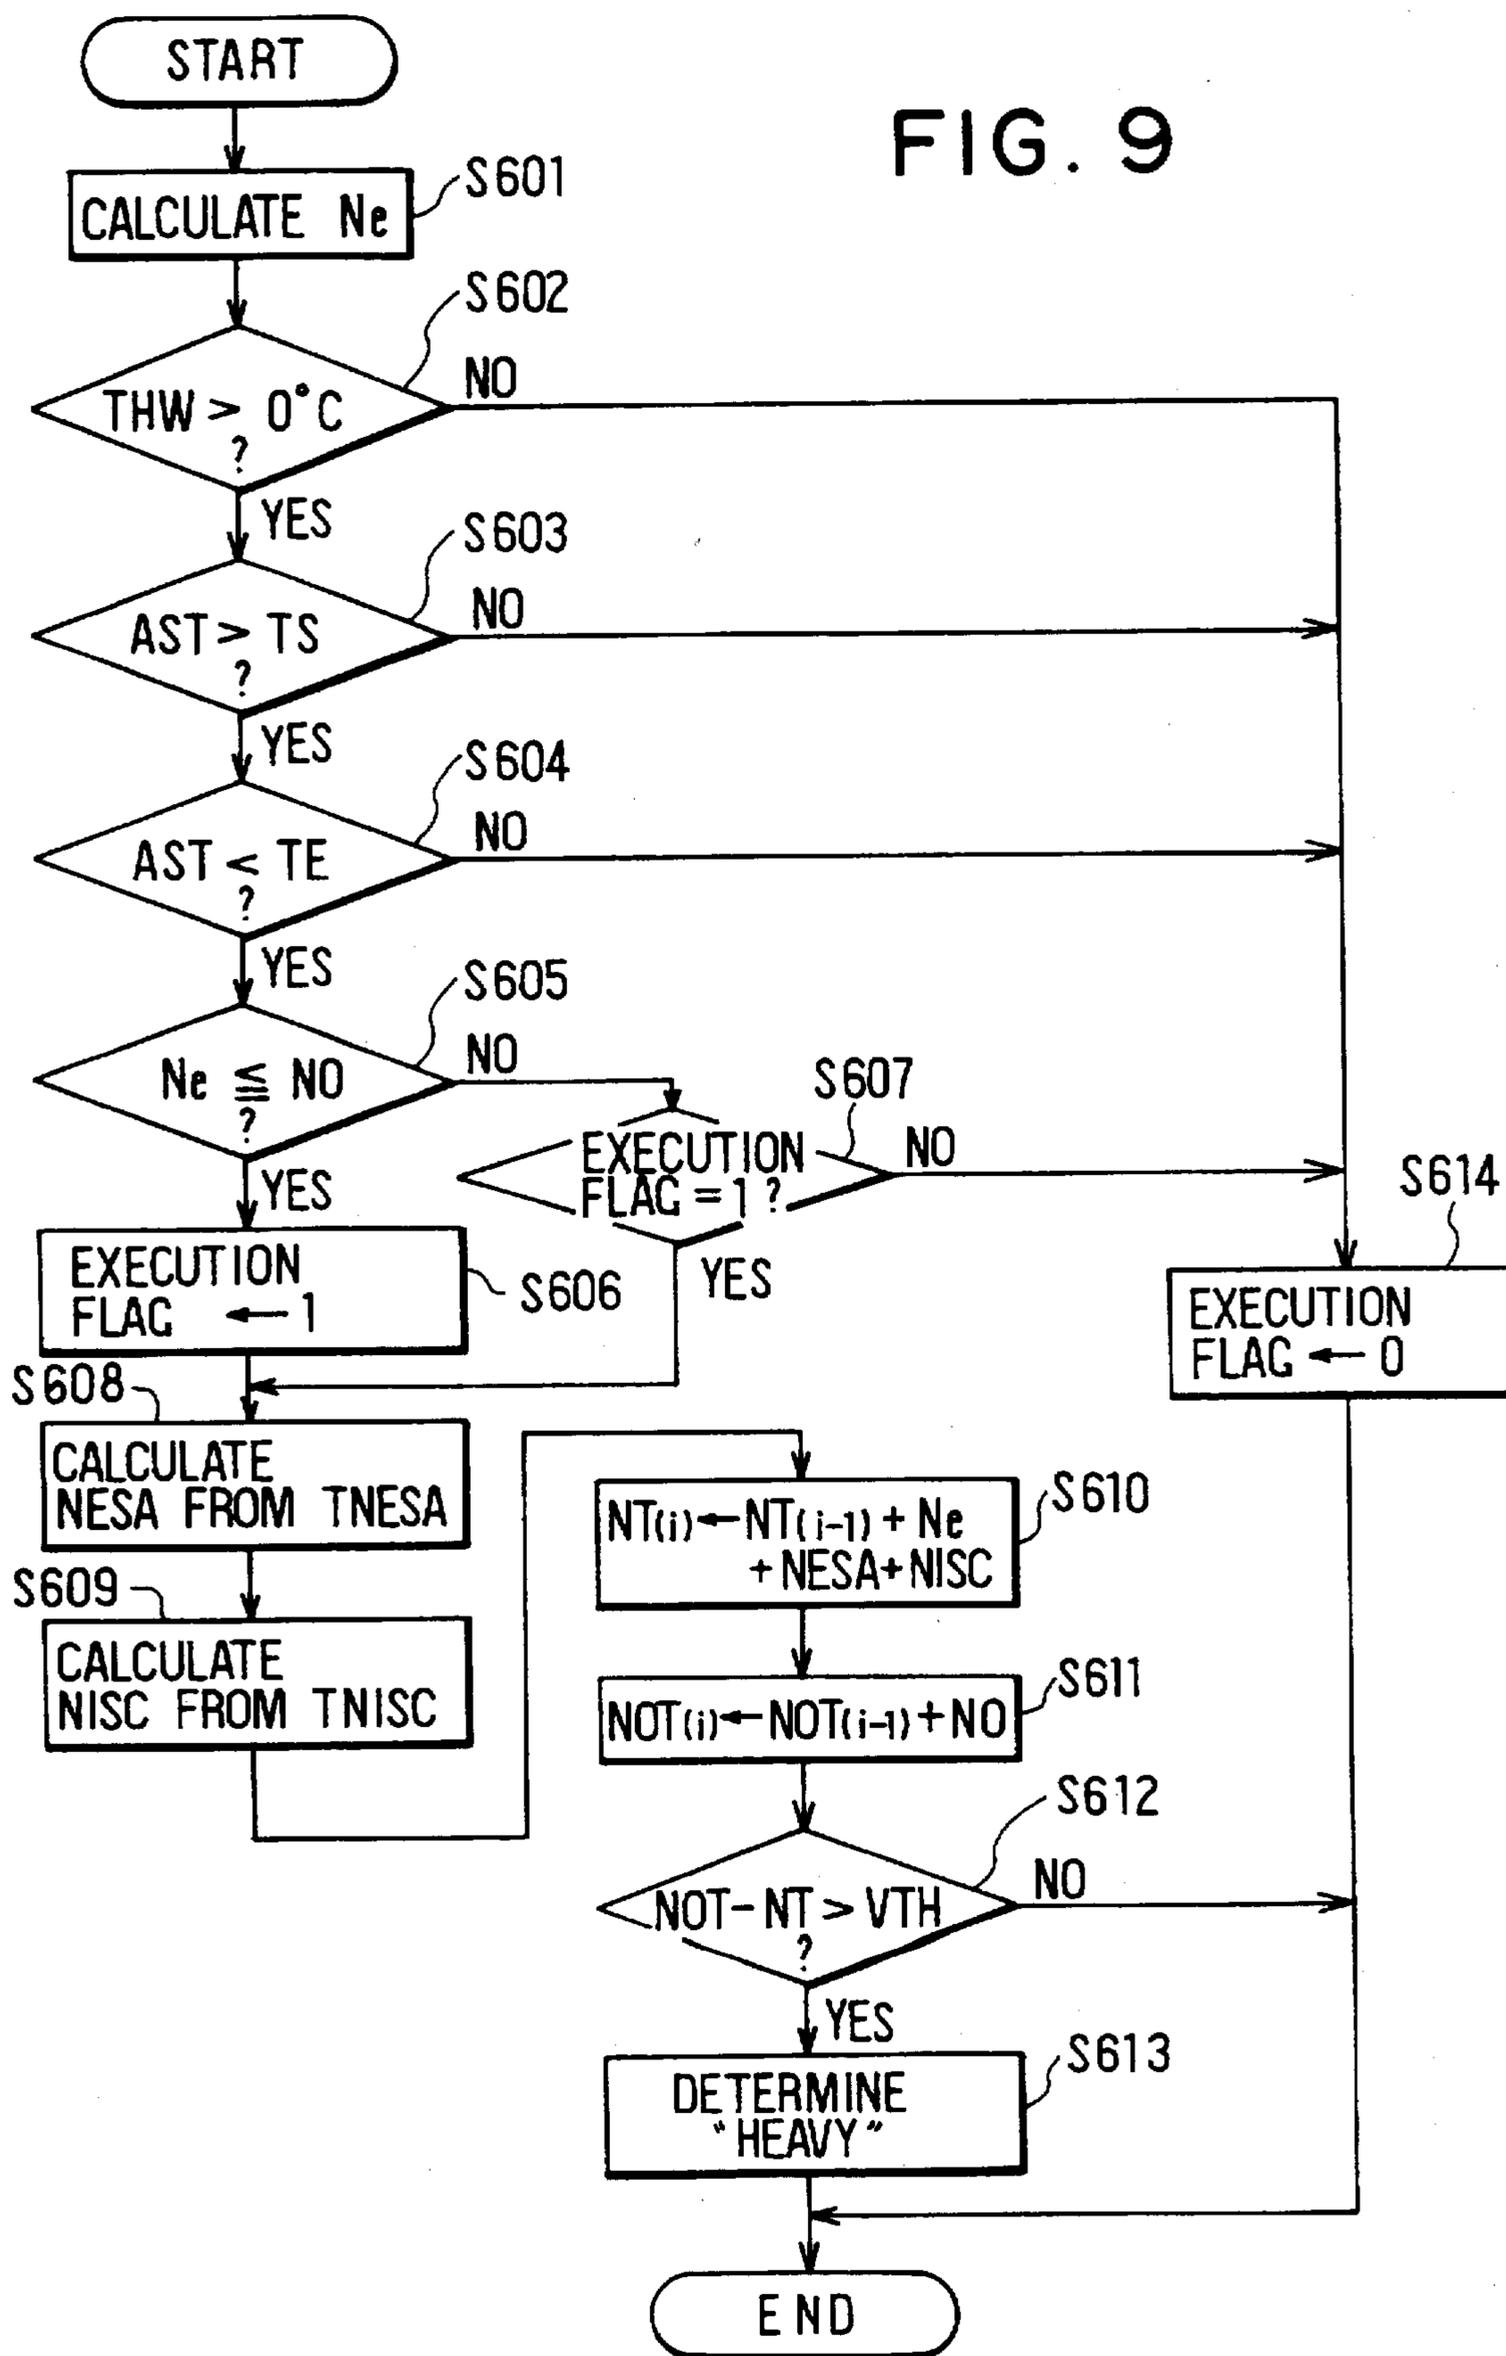 FIG. 9
START
S601
CALCULATE Ne
S602
THW > 0°C
?
NO
YES
S603
AST > TS
?
NO
YES
S604
AST < TE
?
NO
YES
S605
Ne ≦ NO
?
NO
YES
S607
EXECUTION
FLAG = 1 ?
NO
YES
S606
EXECUTION
FLAG ← 1
S614
EXECUTION
FLAG ← 0
S608
CALCULATE
NESA FROM TNESA
S609
CALCULATE
NISC FROM TNISC
S610
NT(i) ← NT(i-1) + Ne
+ NESA + NISC
S611
NOT(i) ← NOT(i-1) + NO
S612
NOT - NT > VTH
?
NO
YES
S613
DETERMINE
"HEAVY"
END